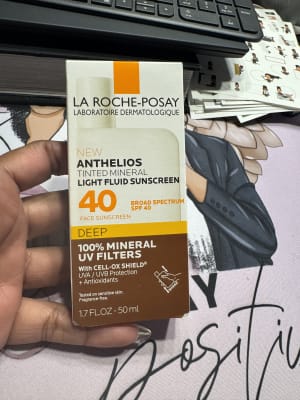 LA ROCHE-POSAY
LABORATOIRE DERMATOLOGIQUE
NEW
ANTHELIOS
TINTED MINERAL
LIGHT FLUID SUNSCREEN
40
FACE SUNSCREEN
BROAD SPECTRUM
SPF 40
DEEP
100% MINERAL
UV FILTERS
With CELL-OX SHIELD®
UVA / UVB Protection
+ Antioxidants
Tested on sensitive skin.
Fragrance-free.
1.7 FL.OZ - 50 mL
AY
positiv